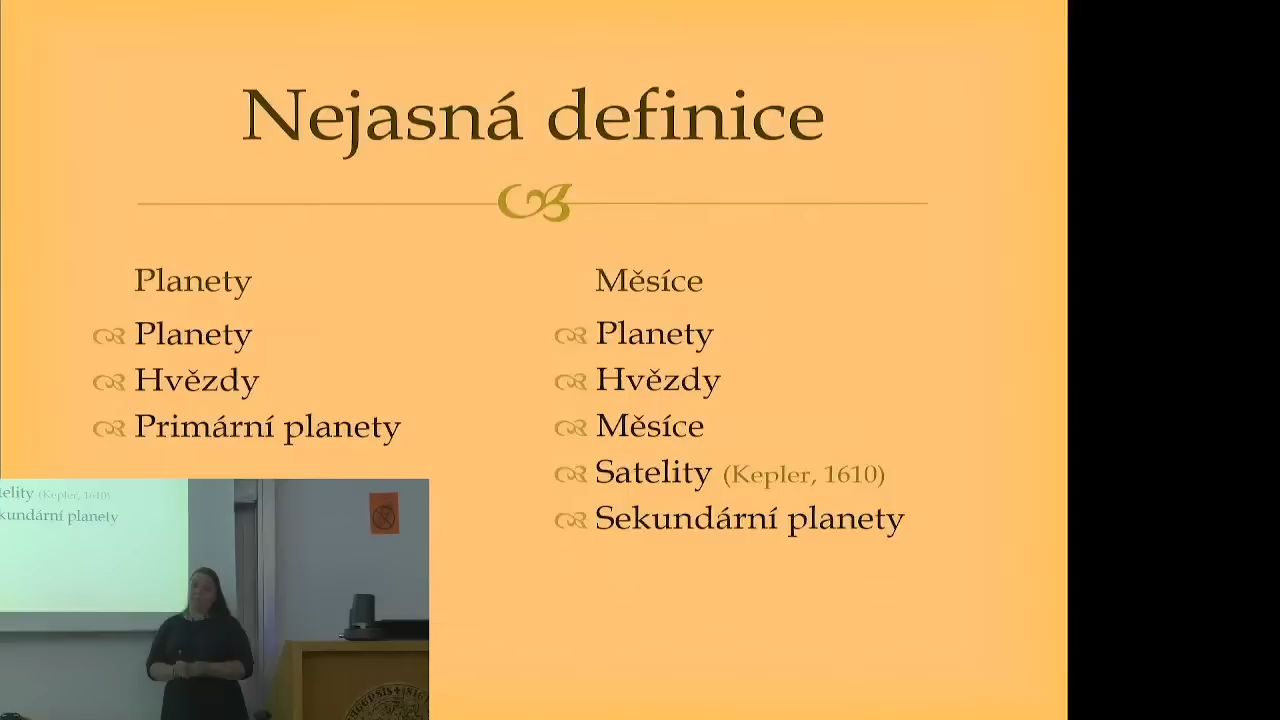 Nejasná definice
Planety
Planety
Hvězdy
Primární planety
Měsíce
Planety
Hvězdy
Měsíce
Satelity (Kepler, 1610)
Sekundární planety
telity (Kepler, 1610)
kundární planety